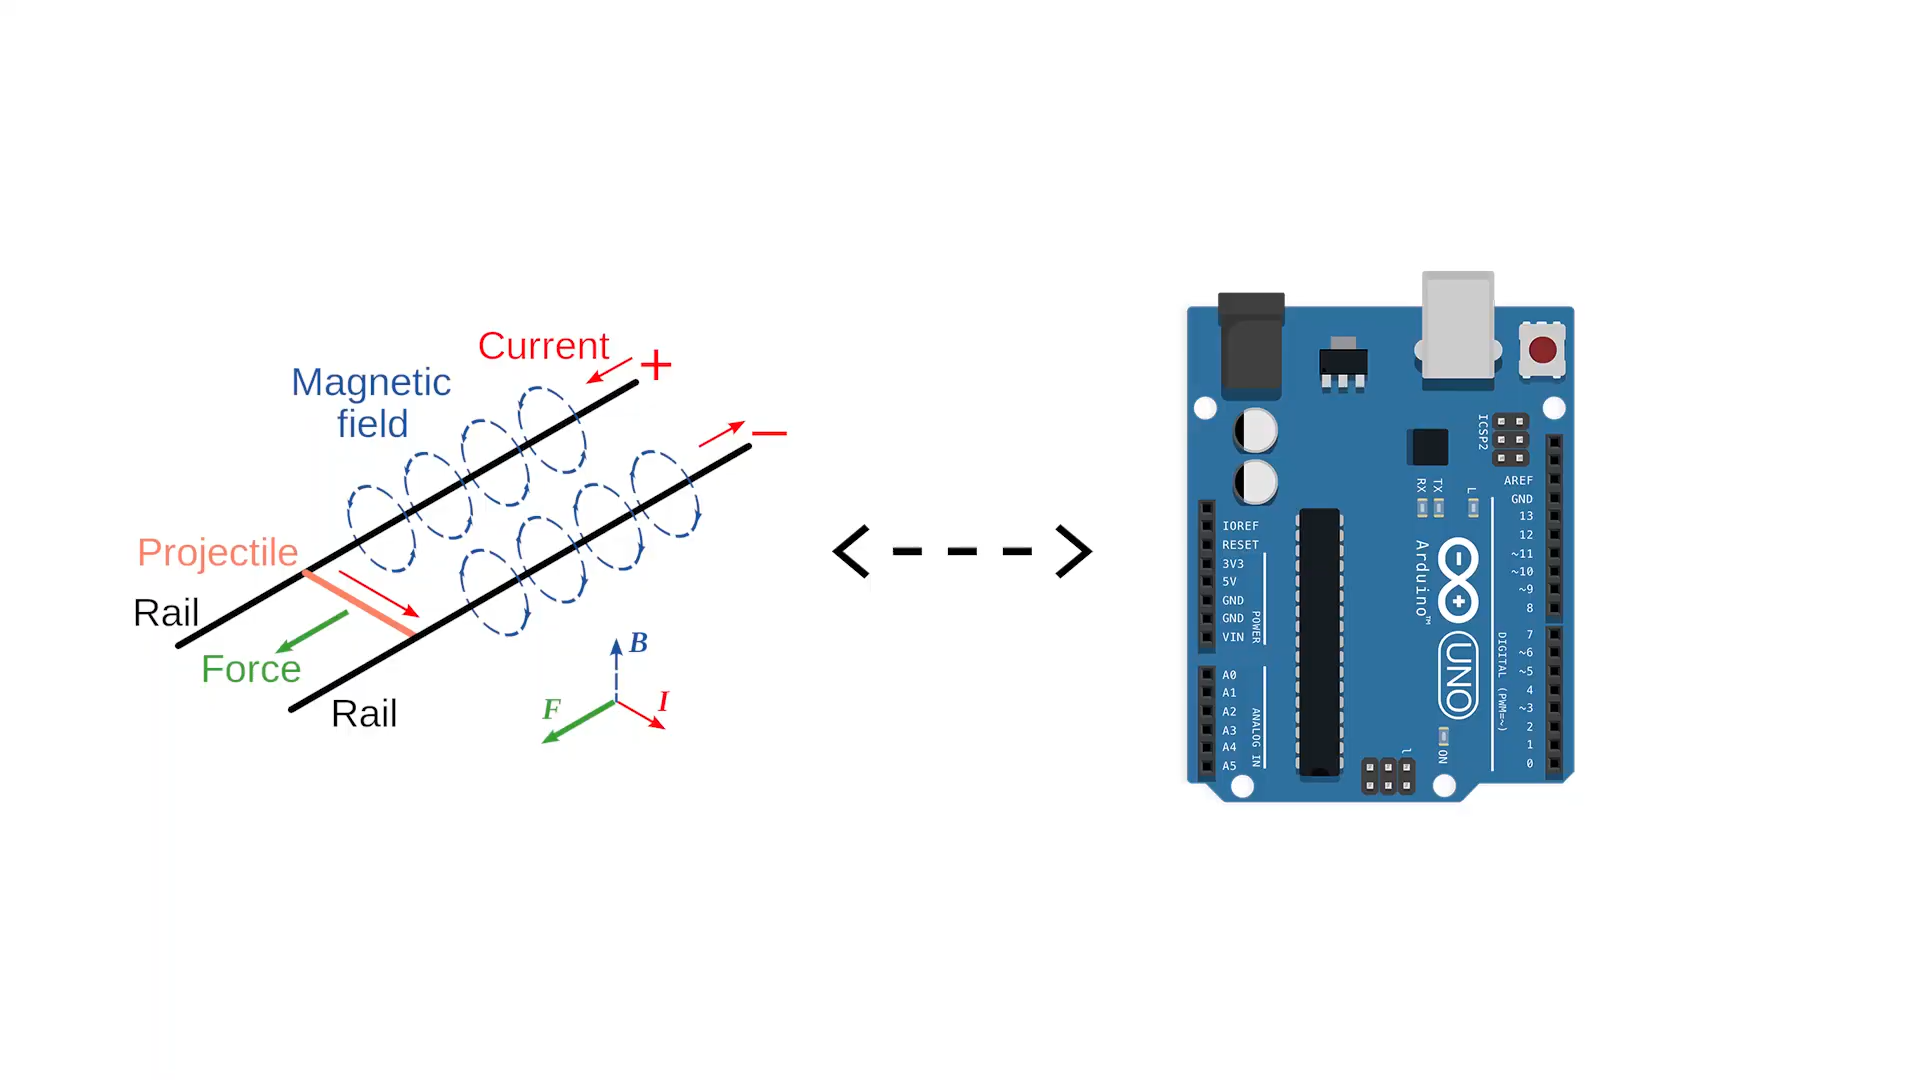 Current
+
Magnetic
field
−
Projectile
Rail
Force
Rail
B
F
I
ICSP2
RX
TX
L
AREF
GND
13
12
~11
~10
~9
8
7
~6
~5
4
~3
2
1
0
DIGITAL (PWM=~)
IOREF
RESET
3V3
5V
GND
GND
VIN
POWER
A0
A1
A2
A3
A4
A5
ANALOG IN
Arduino™
UNO
ON
1